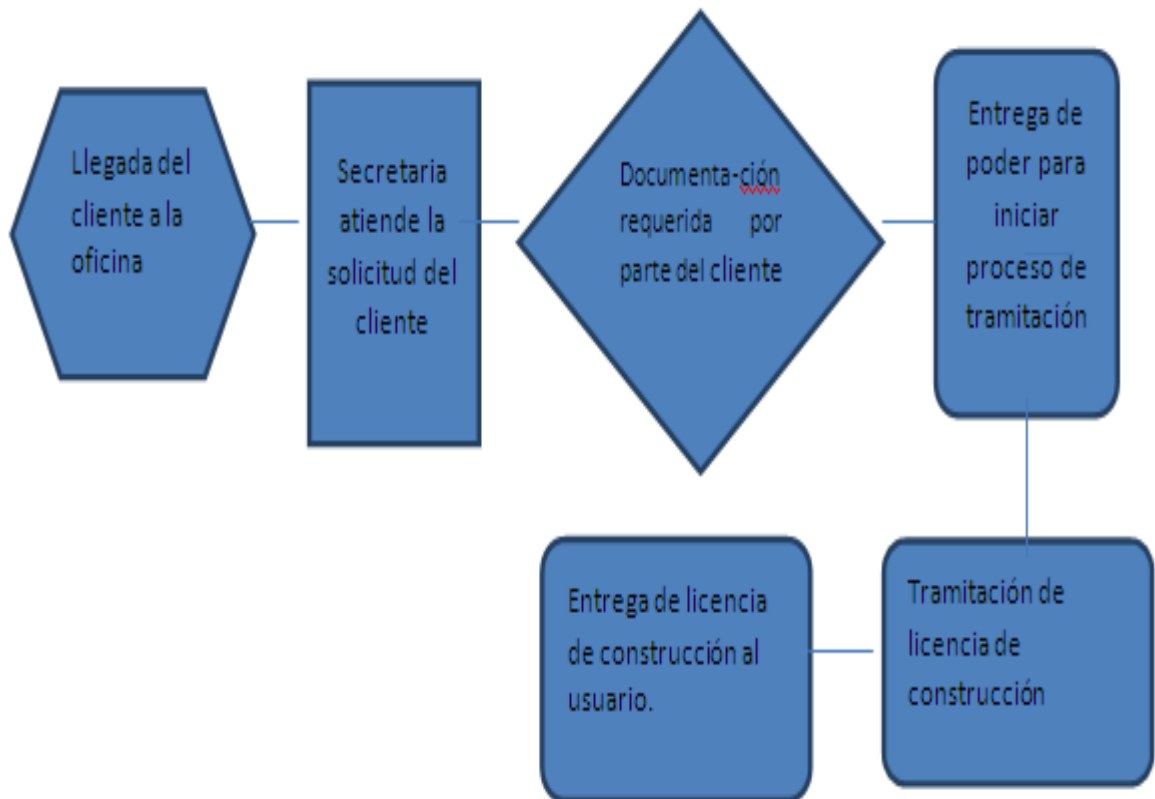 Llegada del
cliente a la
oficina
Secretaria
atiende la
solicitud del
cliente
Documenta-ción
requerida por
parte del cliente
Entrega de
poder para
iniciar
proceso de
tramitación
Tramitación de
licencia de
construcción
Entrega de licencia
de construcción al
usuario.